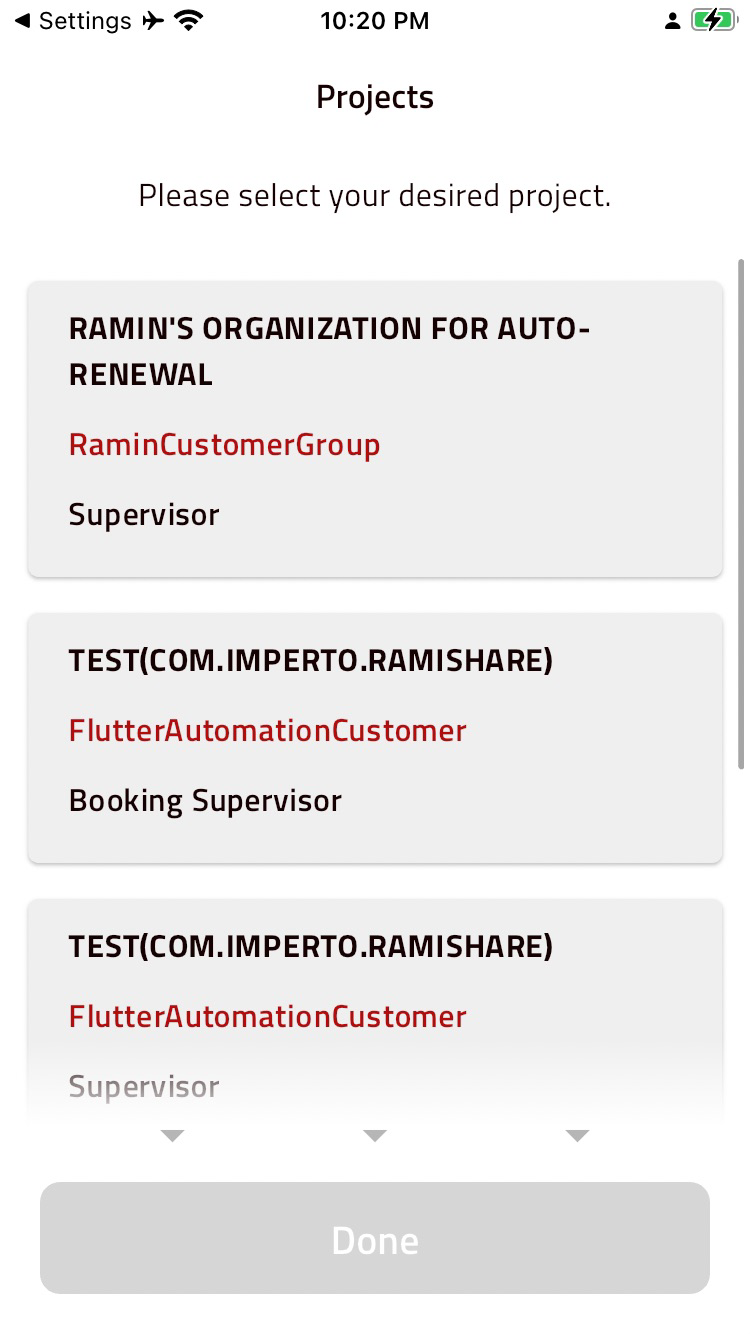 Settings
10:20 PM
Projects
Please select your desired project.
RAMIN'S ORGANIZATION FOR AUTO-
RENEWAL
RaminCustomerGroup
Supervisor
TEST(COM.IMPERTO.RAMISHARE)
FlutterAutomationCustomer
Booking Supervisor
TEST(COM.IMPERTO.RAMISHARE)
FlutterAutomationCustomer
Supervisor
Done